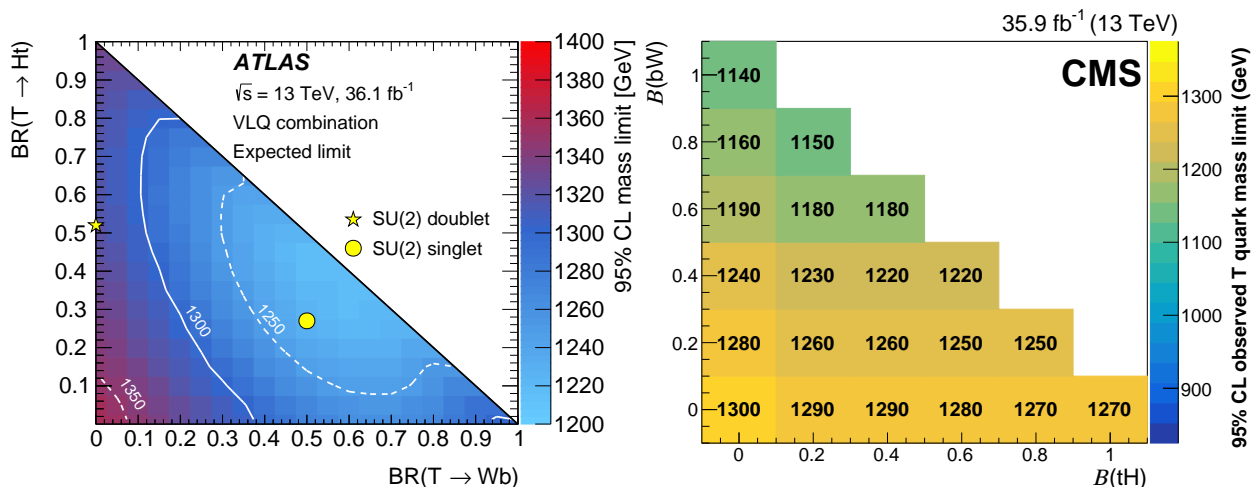 ATLAS
√s = 13 TeV, 36.1 fb⁻¹
VLQ combination
Expected limit
SU(2) doublet
SU(2) singlet
1300
1250
1350
BR(T → Ht)
1
0.9
0.8
0.7
0.6
0.5
0.4
0.3
0.2
0.1
0 0.1 0.2 0.3 0.4 0.5 0.6 0.7 0.8 0.9 1
BR(T → Wb)
1400
1380
1360
1340
1320
1300
1280
1260
1240
1220
1200
95% CL mass limit [GeV]
35.9 fb⁻¹ (13 TeV)
CMS
B(bW)
1
0.8
0.6
0.4
0.2
0
1140
1160 1150
1190 1180 1180
1240 1230 1220 1220
1280 1260 1260 1250 1250
1300 1290 1290 1280 1270 1270
0 0.2 0.4 0.6 0.8 1
B(tH)
1300
1200
1100
1000
900
95% CL observed T quark mass limit (GeV)